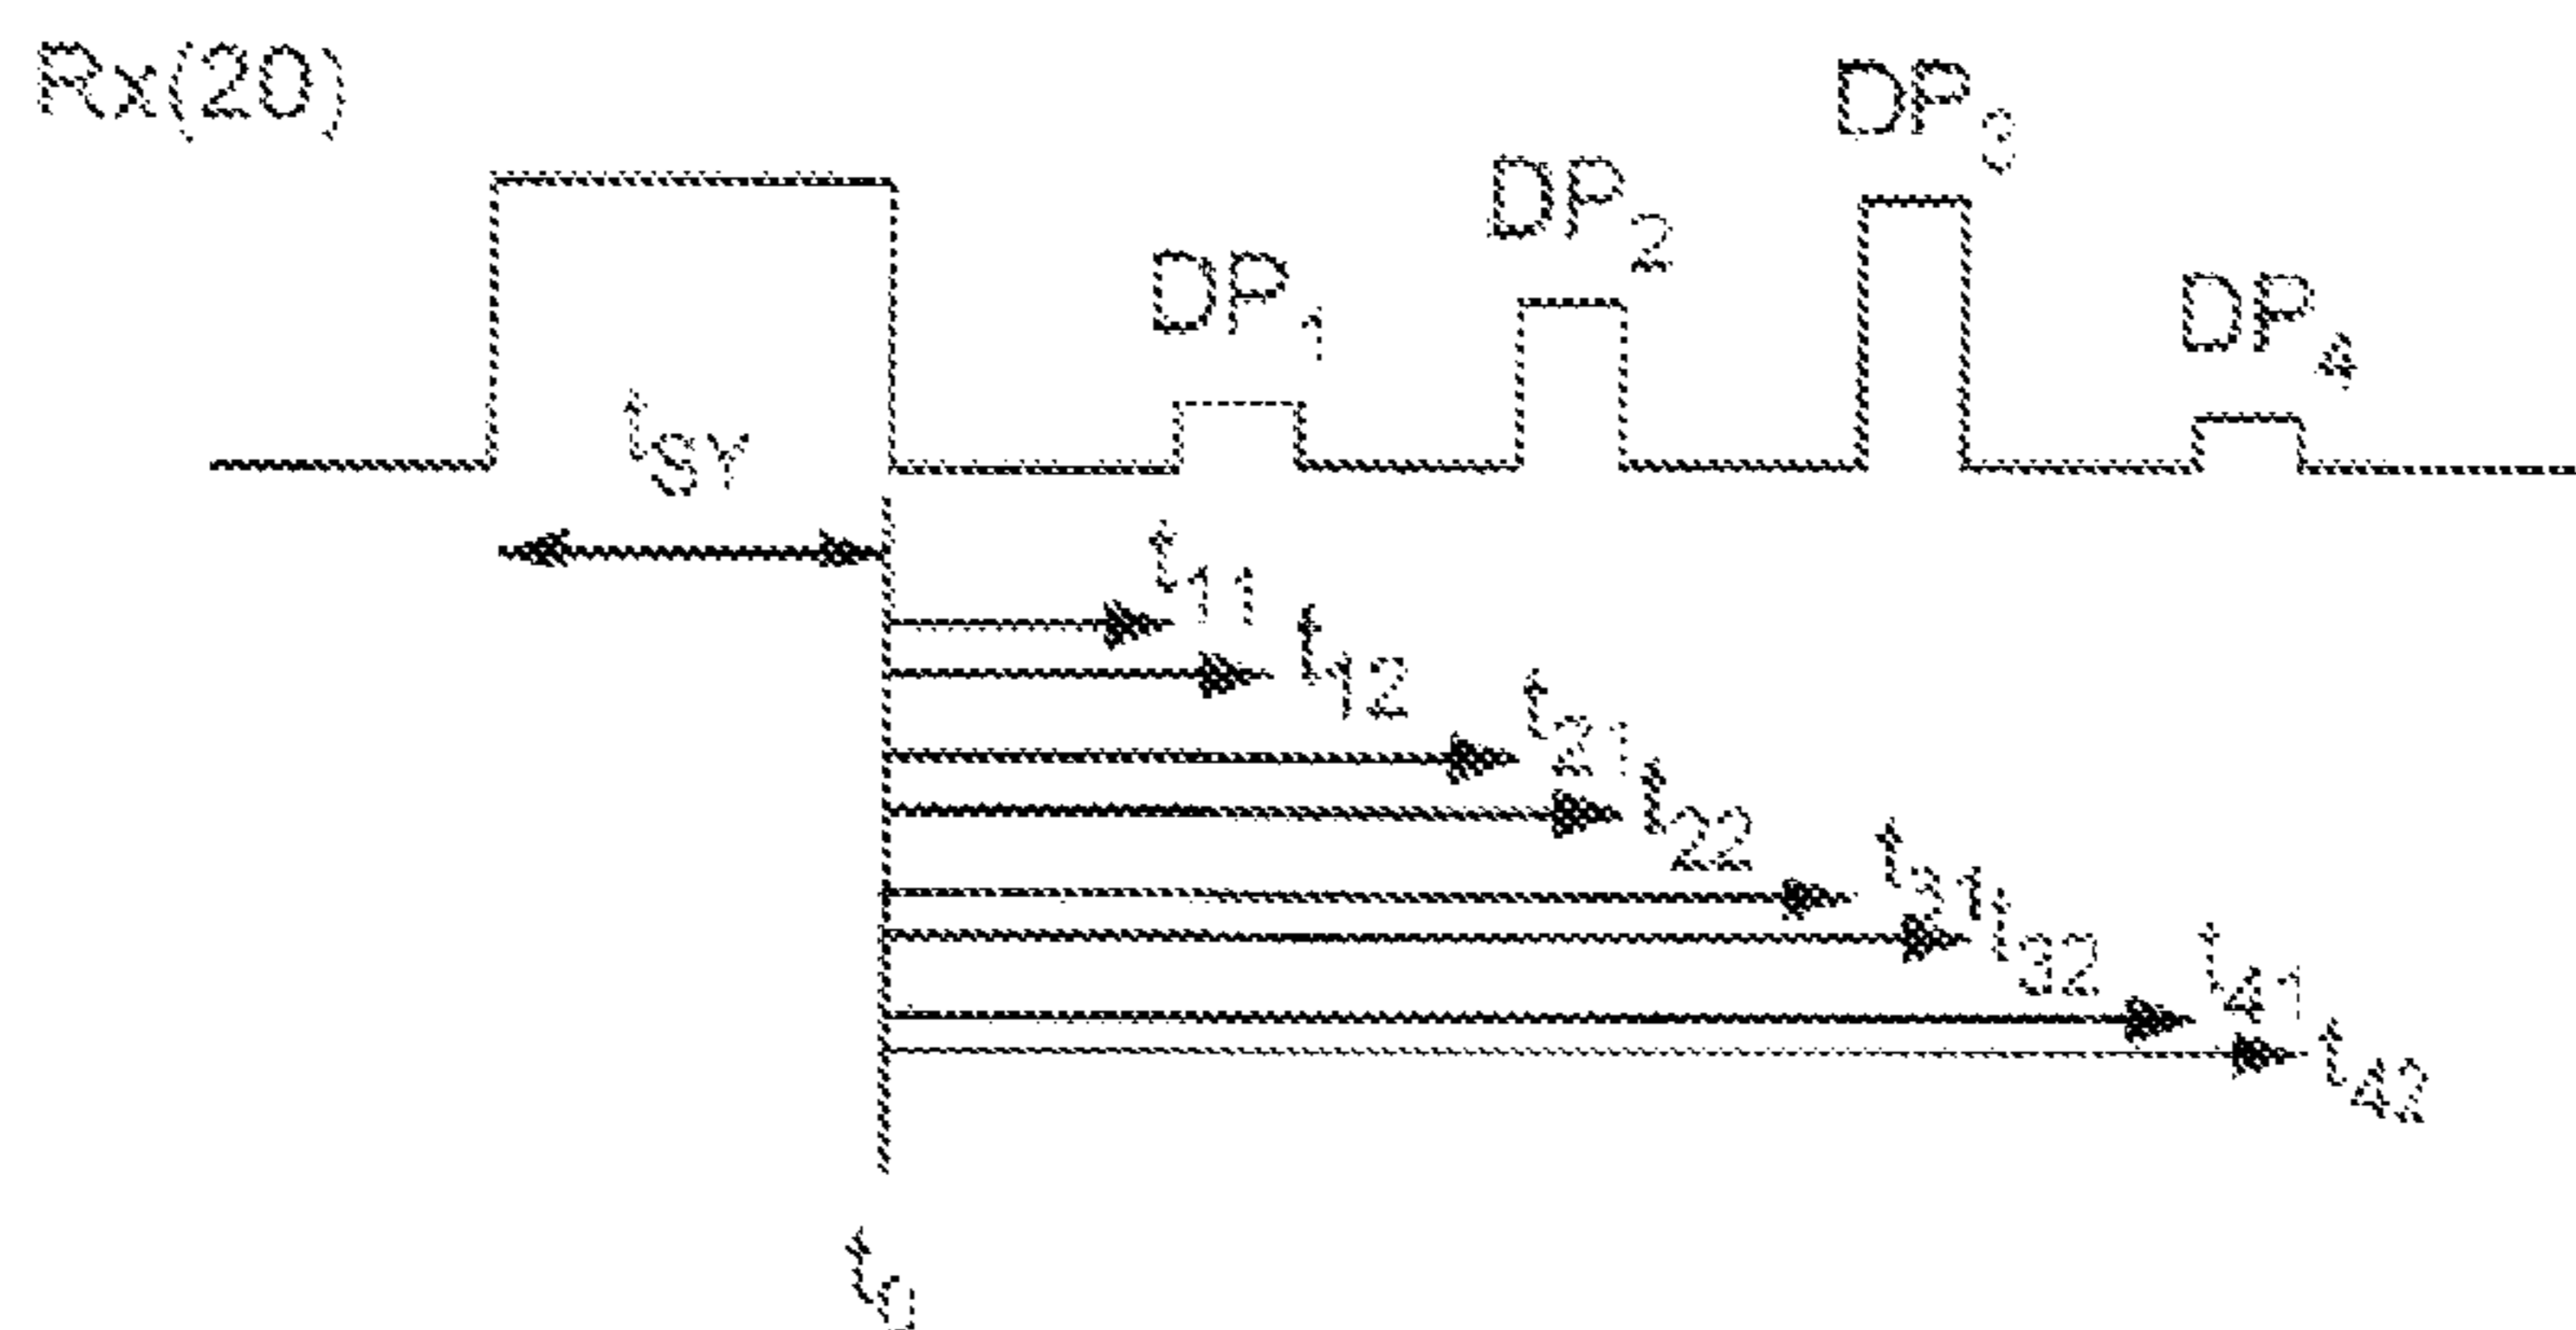 Rx(20)
DP1
DP2
DP3
DP4
tSY
t11
t12
t21
t22
t31
t32
t41
t42
t0